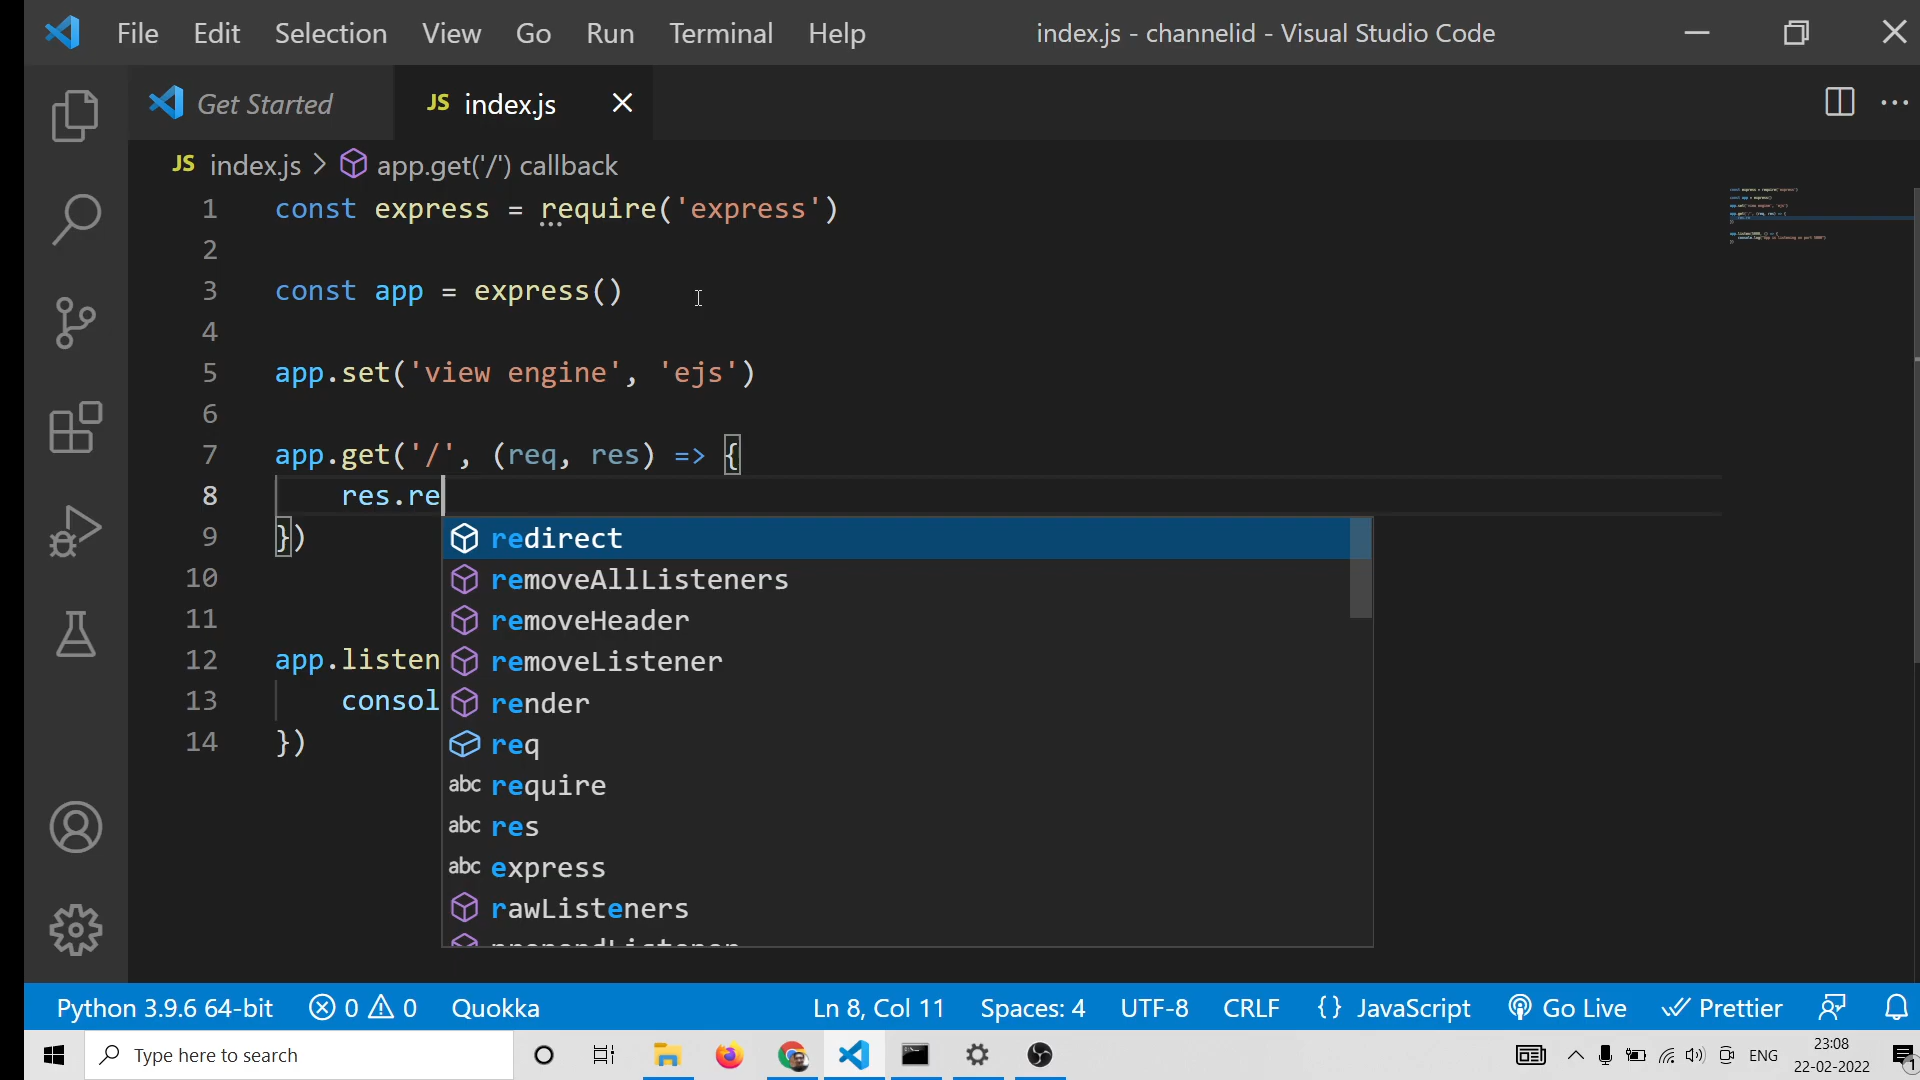 File Edit Selection View Go Run Terminal Help index.js - channelid - Visual Studio Code
Get Started JS index.js
JS index.js > app.get('/') callback
1 const express = require('express')
2
3 const app = express()
4
5 app.set('view engine', 'ejs')
6
7 app.get('/', (req, res) => {
8 res.re
9 })
redirect
10
removeAllListeners
11
removeHeader
12 app.listen
removeListener
13 consol
render
14 })
req
abc require
abc res
abc express
rawListeners
prependListener
Python 3.9.6 64-bit 0 0 Quokka Ln 8, Col 11 Spaces: 4 UTF-8 CRLF {} JavaScript Go Live Prettier
Type here to search
ENG
23:08
22-02-2022
1